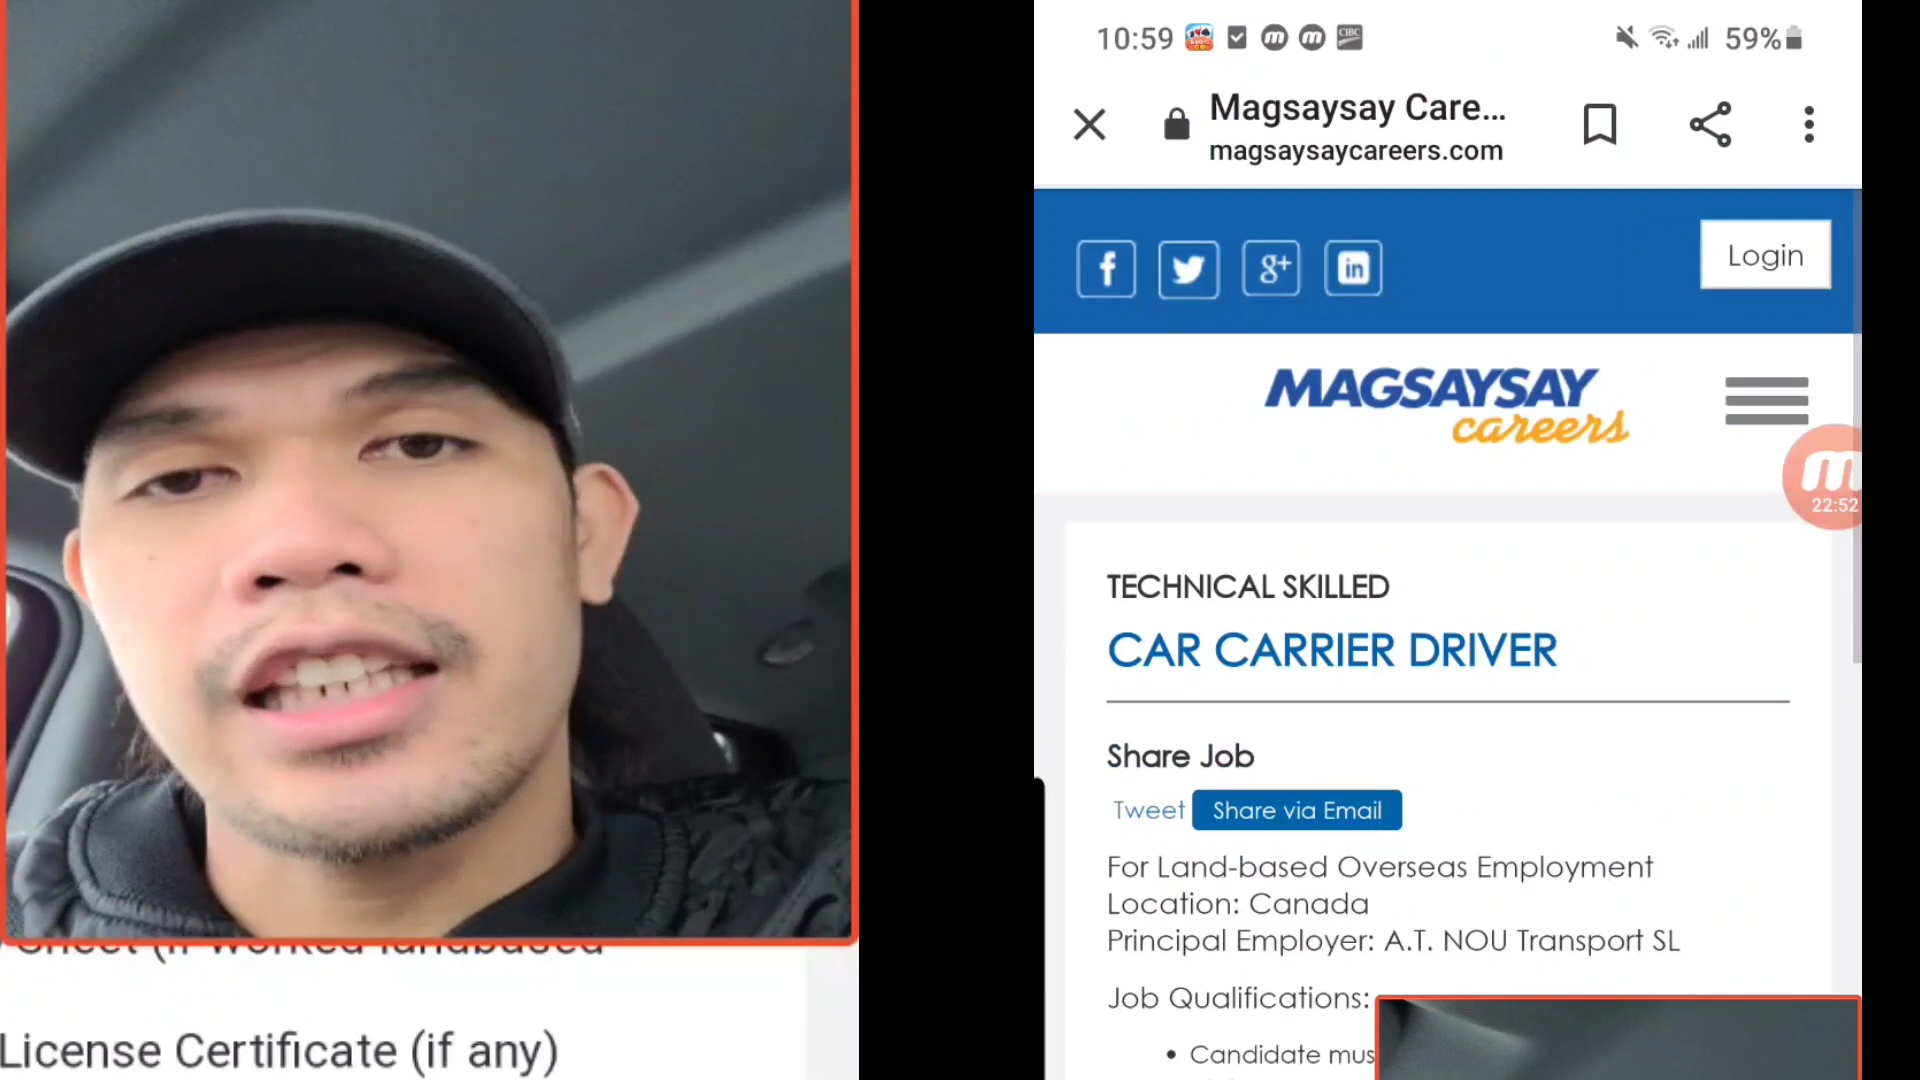 License Certificate (if any)
10:59
CIBC
59%
Magsaysay Care...
magsaysaycareers.com
Login
MAGSAYSAY
careers
22:52
TECHNICAL SKILLED
CAR CARRIER DRIVER
Share Job
Tweet Share via Email
For Land-based Overseas Employment
Location: Canada
Principal Employer: A.T. NOU Transport SL
Job Qualifications:
• Candidate mus